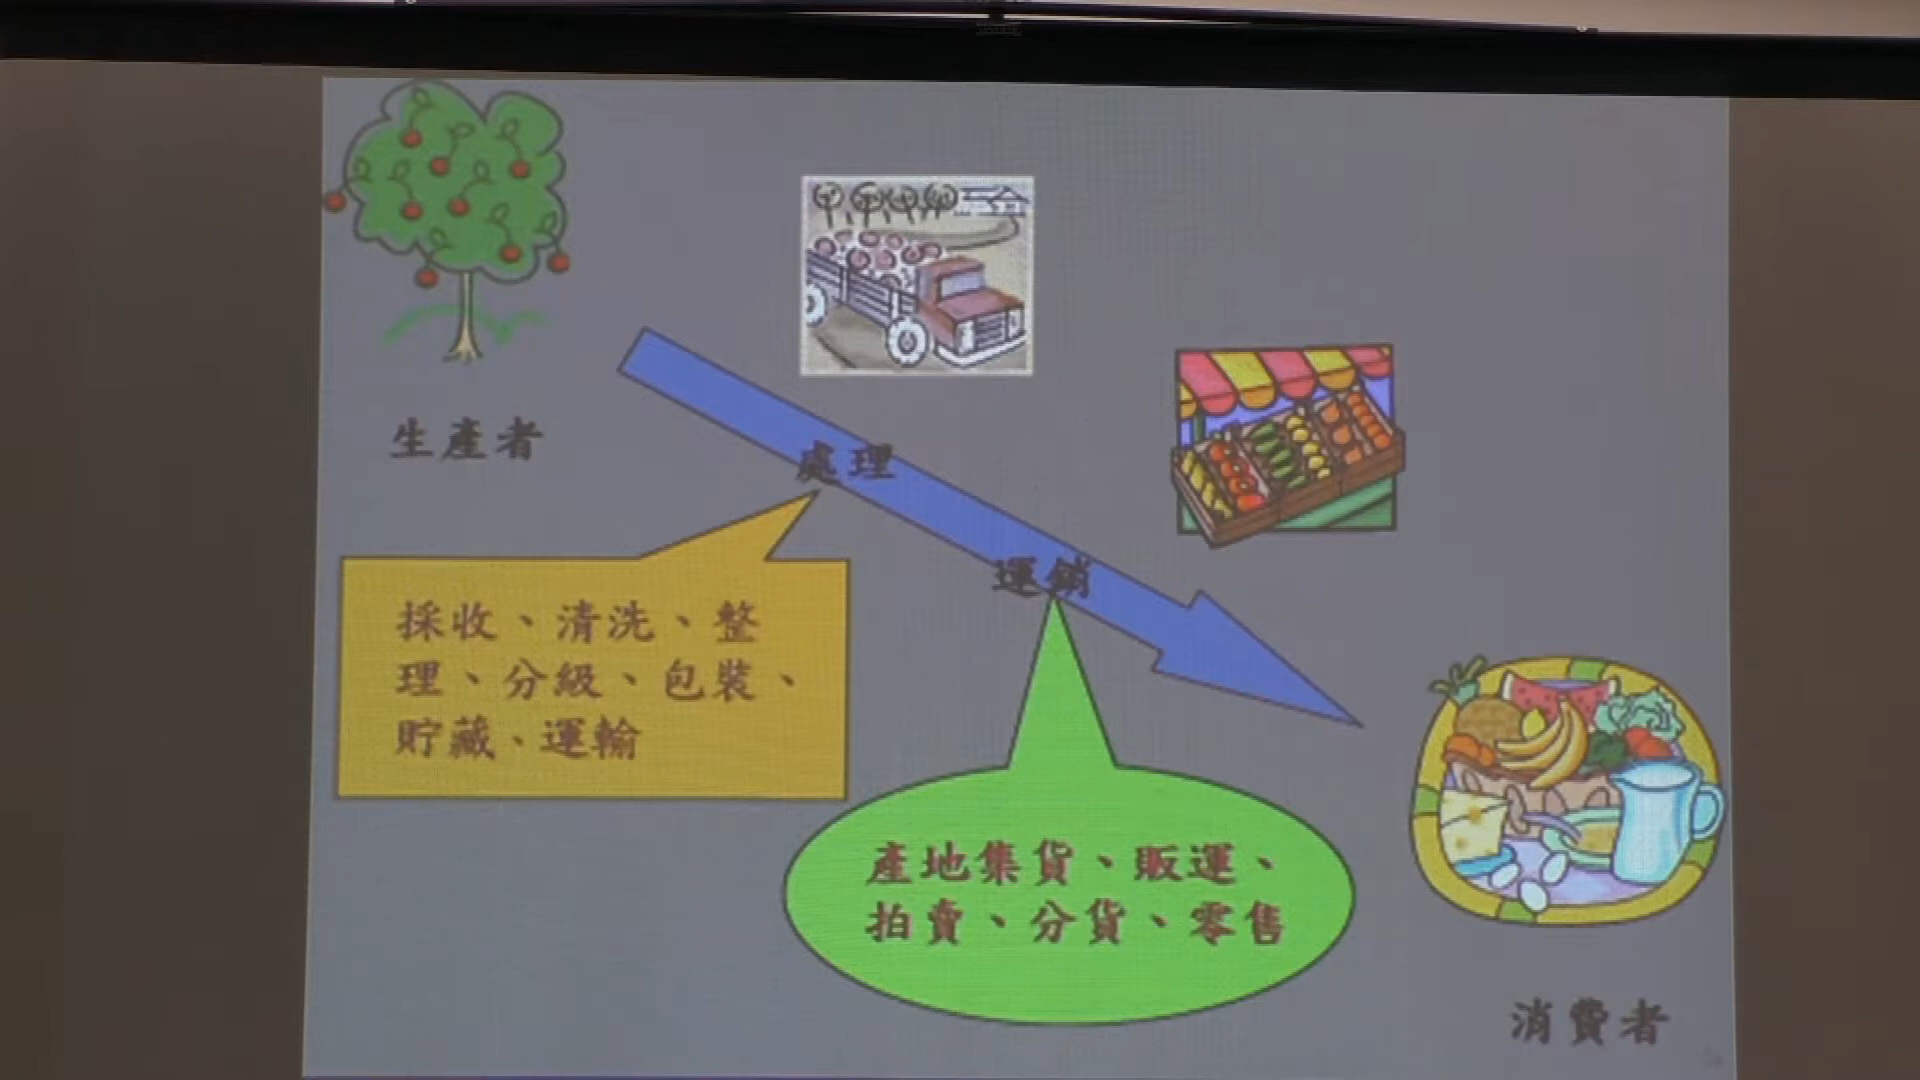 生產者
處理
運銷
採收、清洗、整
理、分級、包裝、
貯藏、運輸
產地集貨、販運、
拍賣、分貨、零售
消費者